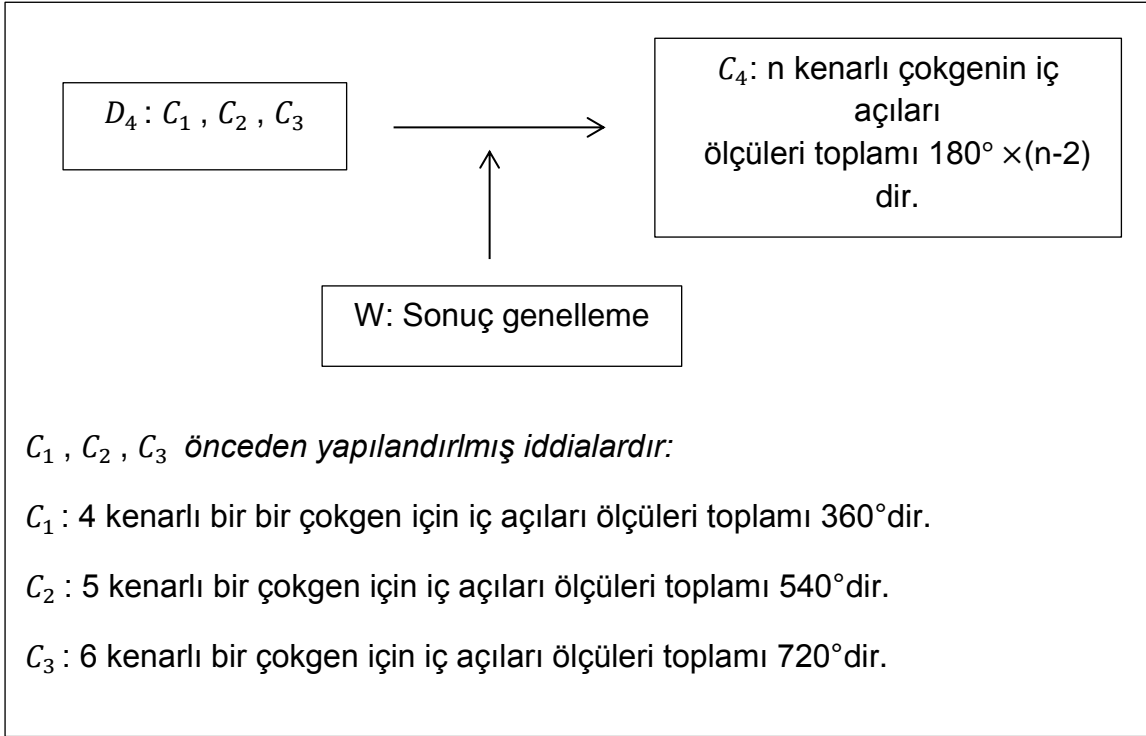 D₄ : C₁ , C₂ , C₃
C₄: n kenarlı çokgenin iç
açıları
ölçüleri toplamı 180° ×(n-2)
dir.
W: Sonuç genelleme
C₁ , C₂ , C₃ önceden yapılandırlmış iddialardır:
C₁ : 4 kenarlı bir bir çokgen için iç açıları ölçüleri toplamı 360°dir.
C₂ : 5 kenarlı bir çokgen için iç açıları ölçüleri toplamı 540°dir.
C₃ : 6 kenarlı bir çokgen için iç açıları ölçüleri toplamı 720°dir.